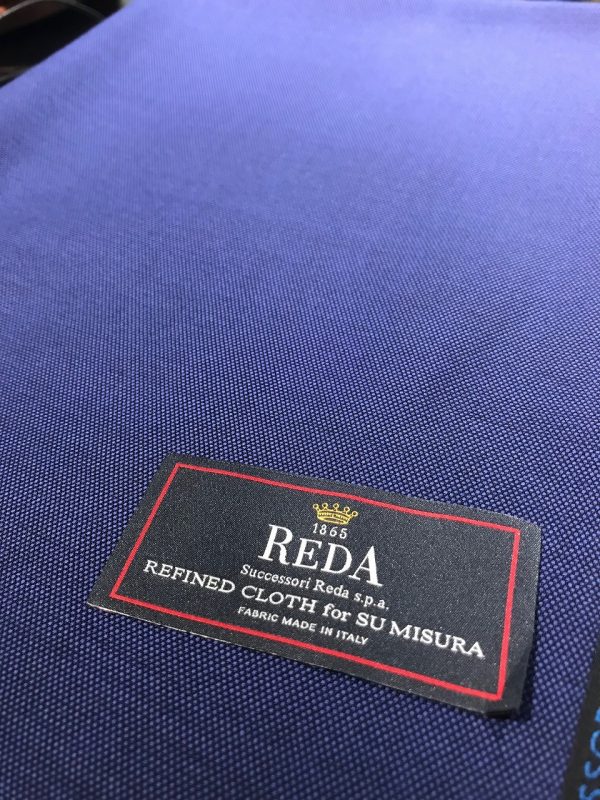 1865
REDA
Successori Reda s.p.a.
REFINED CLOTH for SU MISURA
FABRIC MADE IN ITALY